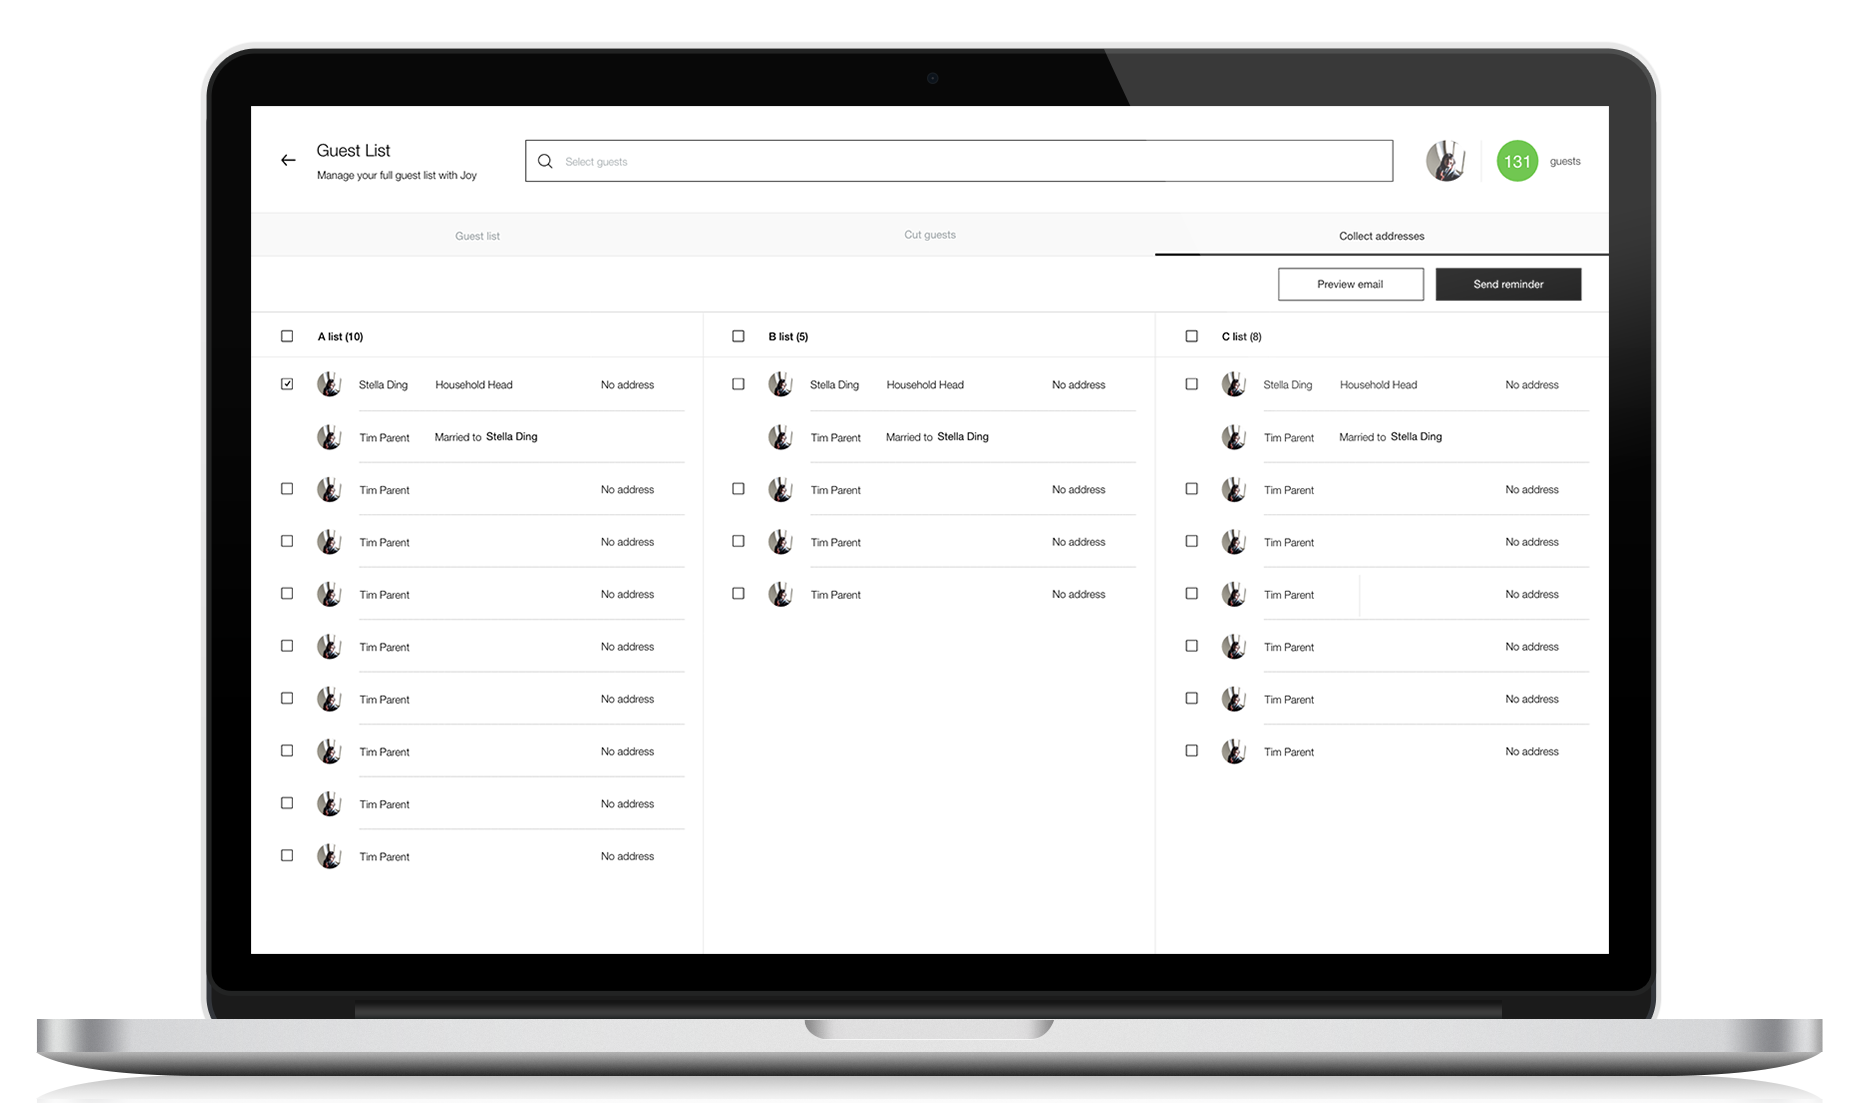 Guest List
Manage your full guest list with Joy
Select guests
131 guests
Guest list Cut guests Collect addresses
Preview email Send reminder
A list (10) B list (5) C list (8)
Stella Ding Household Head No address Stella Ding Household Head No address Stella Ding Household Head No address
Tim Parent Married to Stella Ding Tim Parent Married to Stella Ding Tim Parent Married to Stella Ding
Tim Parent No address Tim Parent No address Tim Parent No address
Tim Parent No address Tim Parent No address Tim Parent No address
Tim Parent No address Tim Parent No address Tim Parent No address
Tim Parent No address Tim Parent No address
Tim Parent No address Tim Parent No address
Tim Parent No address Tim Parent No address
Tim Parent No address
Tim Parent No address